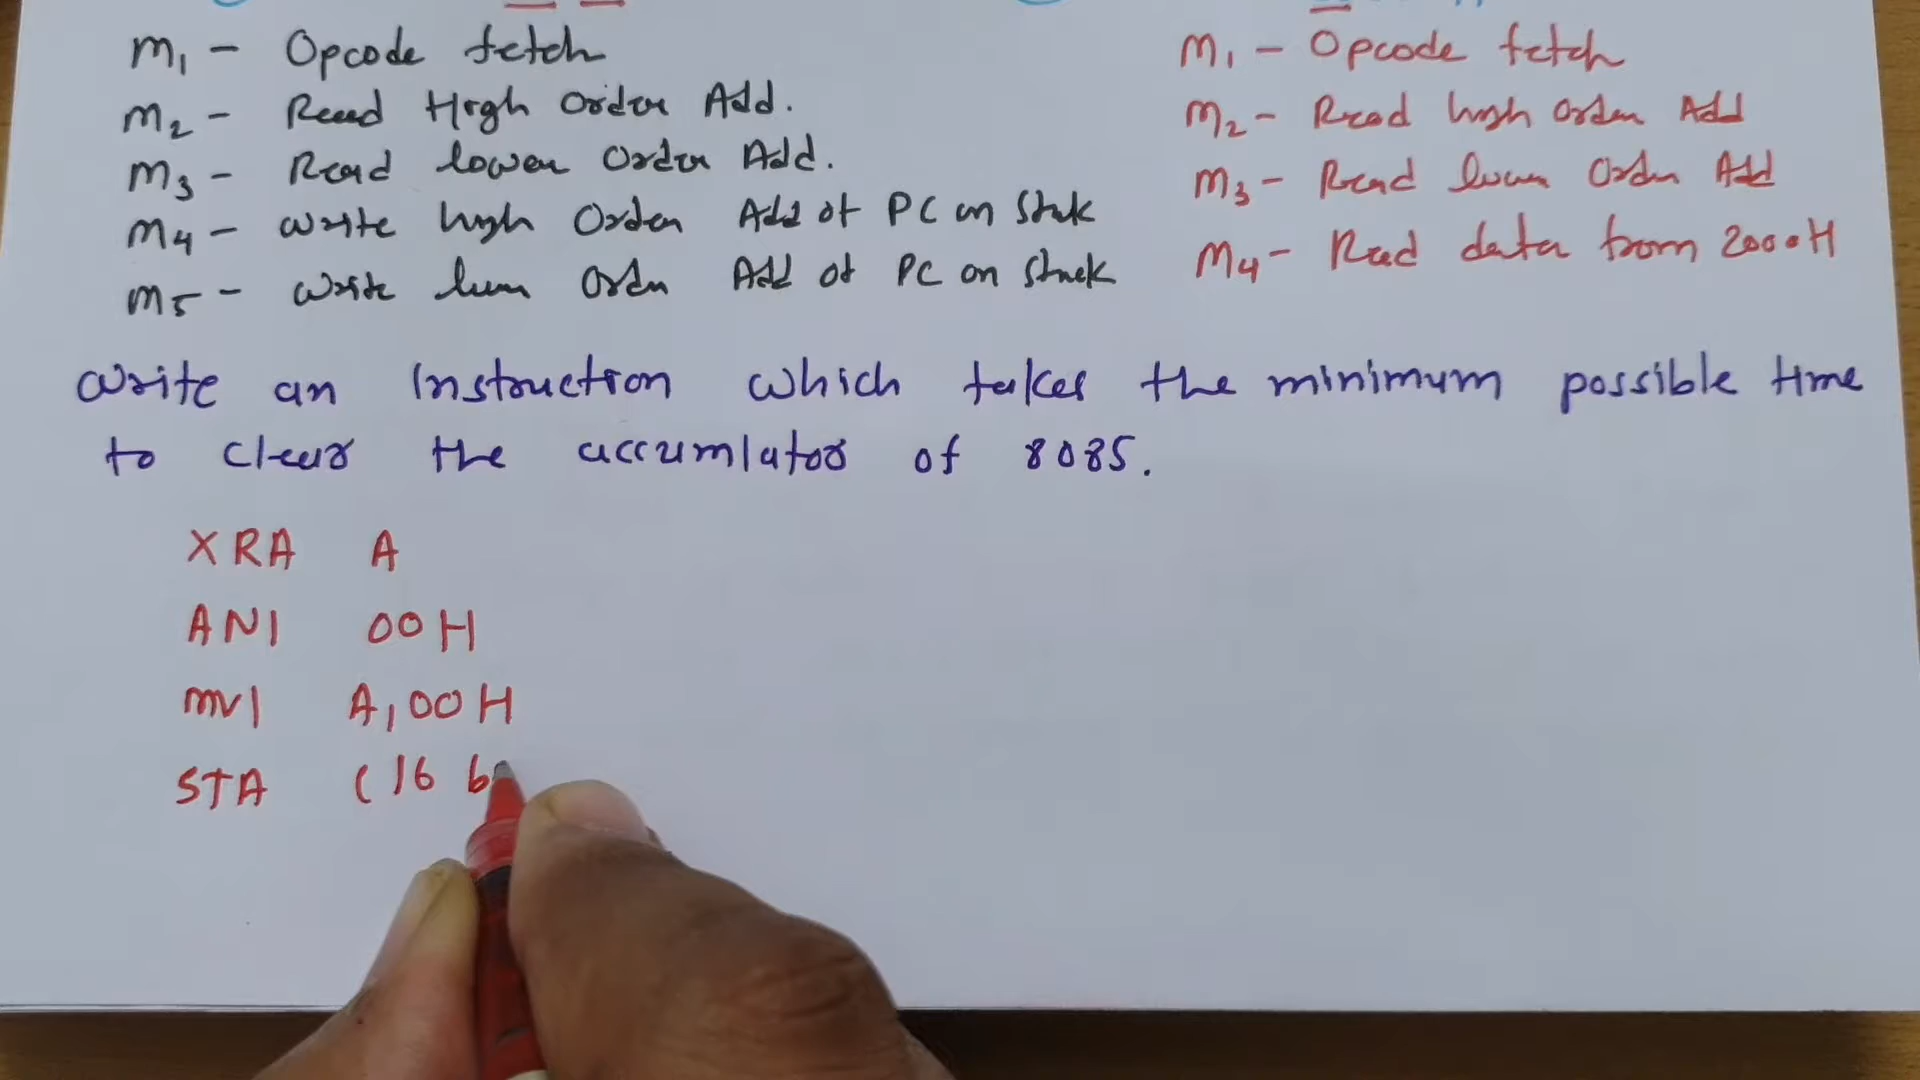 M1 - Opcode fetch
M2 - Read High Order Add.
M3 - Read lower Order Add.
M4 - Write high Order Add of PC on Stak
M5 - Write lower Order Add of PC on Stack
M1 - Opcode fetch
M2 - Read high Order Add
M3 - Read lower Order Add
M4 - Read data from 2000H
Write an Instruction which takes the minimum possible time
to clear the accumlator of 8085.
XRA A
ANI 00H
MVI A,00H
STA (16 b